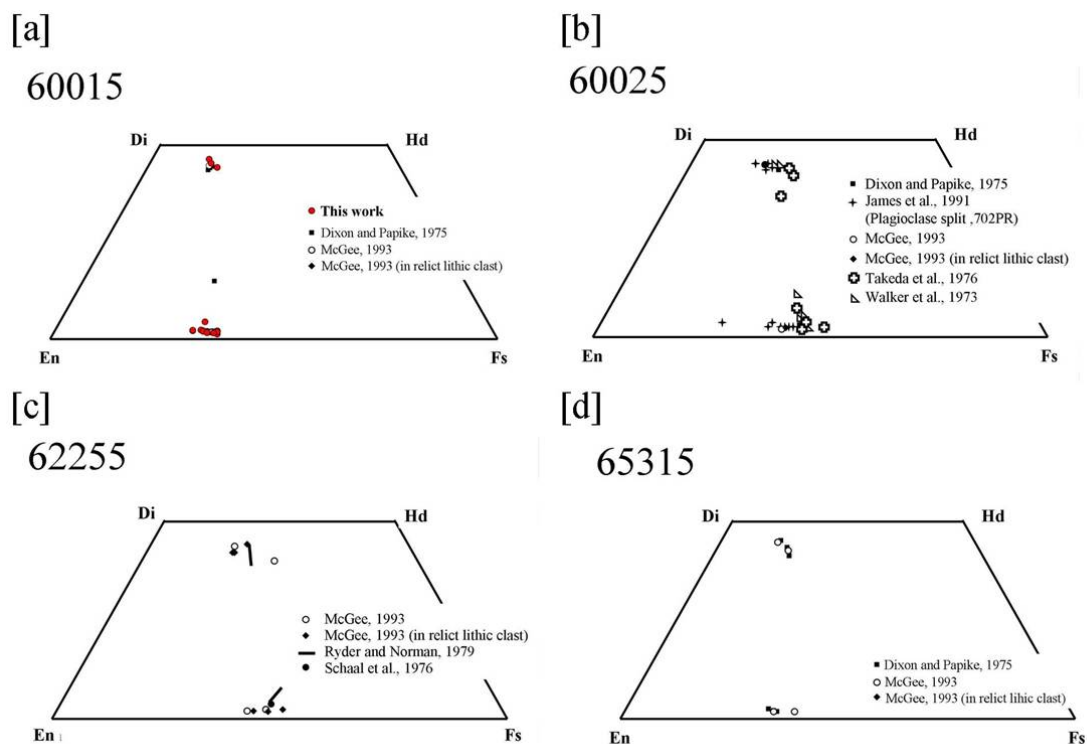 [a]
60015
Di
Hd
This work
Dixon and Papike, 1975
McGee, 1993
McGee, 1993 (in relict lithic clast)
En
Fs
[b]
60025
Di
Hd
Dixon and Papike, 1975
James et al., 1991
(Plagioclase split ,702PR)
McGee, 1993
McGee, 1993 (in relict lithic clast)
Takeda et al., 1976
Walker et al., 1973
En
Fs
[c]
62255
Di
Hd
McGee, 1993
McGee, 1993 (in relict lithic clast)
Ryder and Norman, 1979
Schaal et al., 1976
En 1
Fs
[d]
65315
Di
Hd
Dixon and Papike, 1975
McGee, 1993
McGee, 1993 (in relict lihic clast)
En
Fs